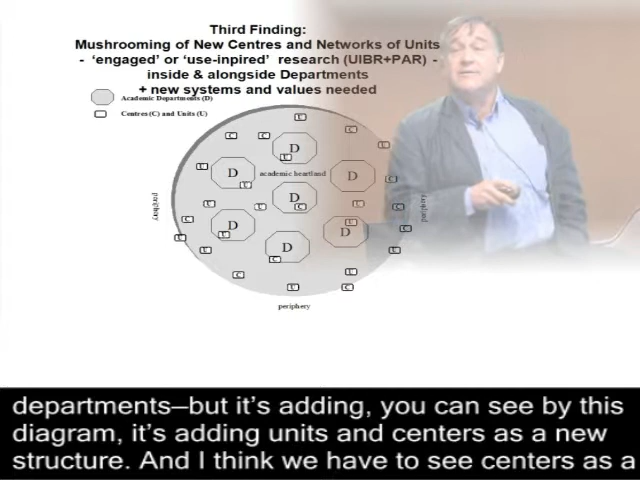 Third Finding:
Mushrooming of New Centres and Networks of Units
- 'engaged' or 'use-inpired' research (UIBR+PAR) -
inside & alongside Departments
+ new systems and values needed
Academic Departments (D)
Centres (C) and Units (U)
D
D
academic heartland
D
D
D
D
D
periphery
periphery
periphery
departments—but it's adding, you can see by this
diagram, it's adding units and centers as a new
structure. And I think we have to see centers as a